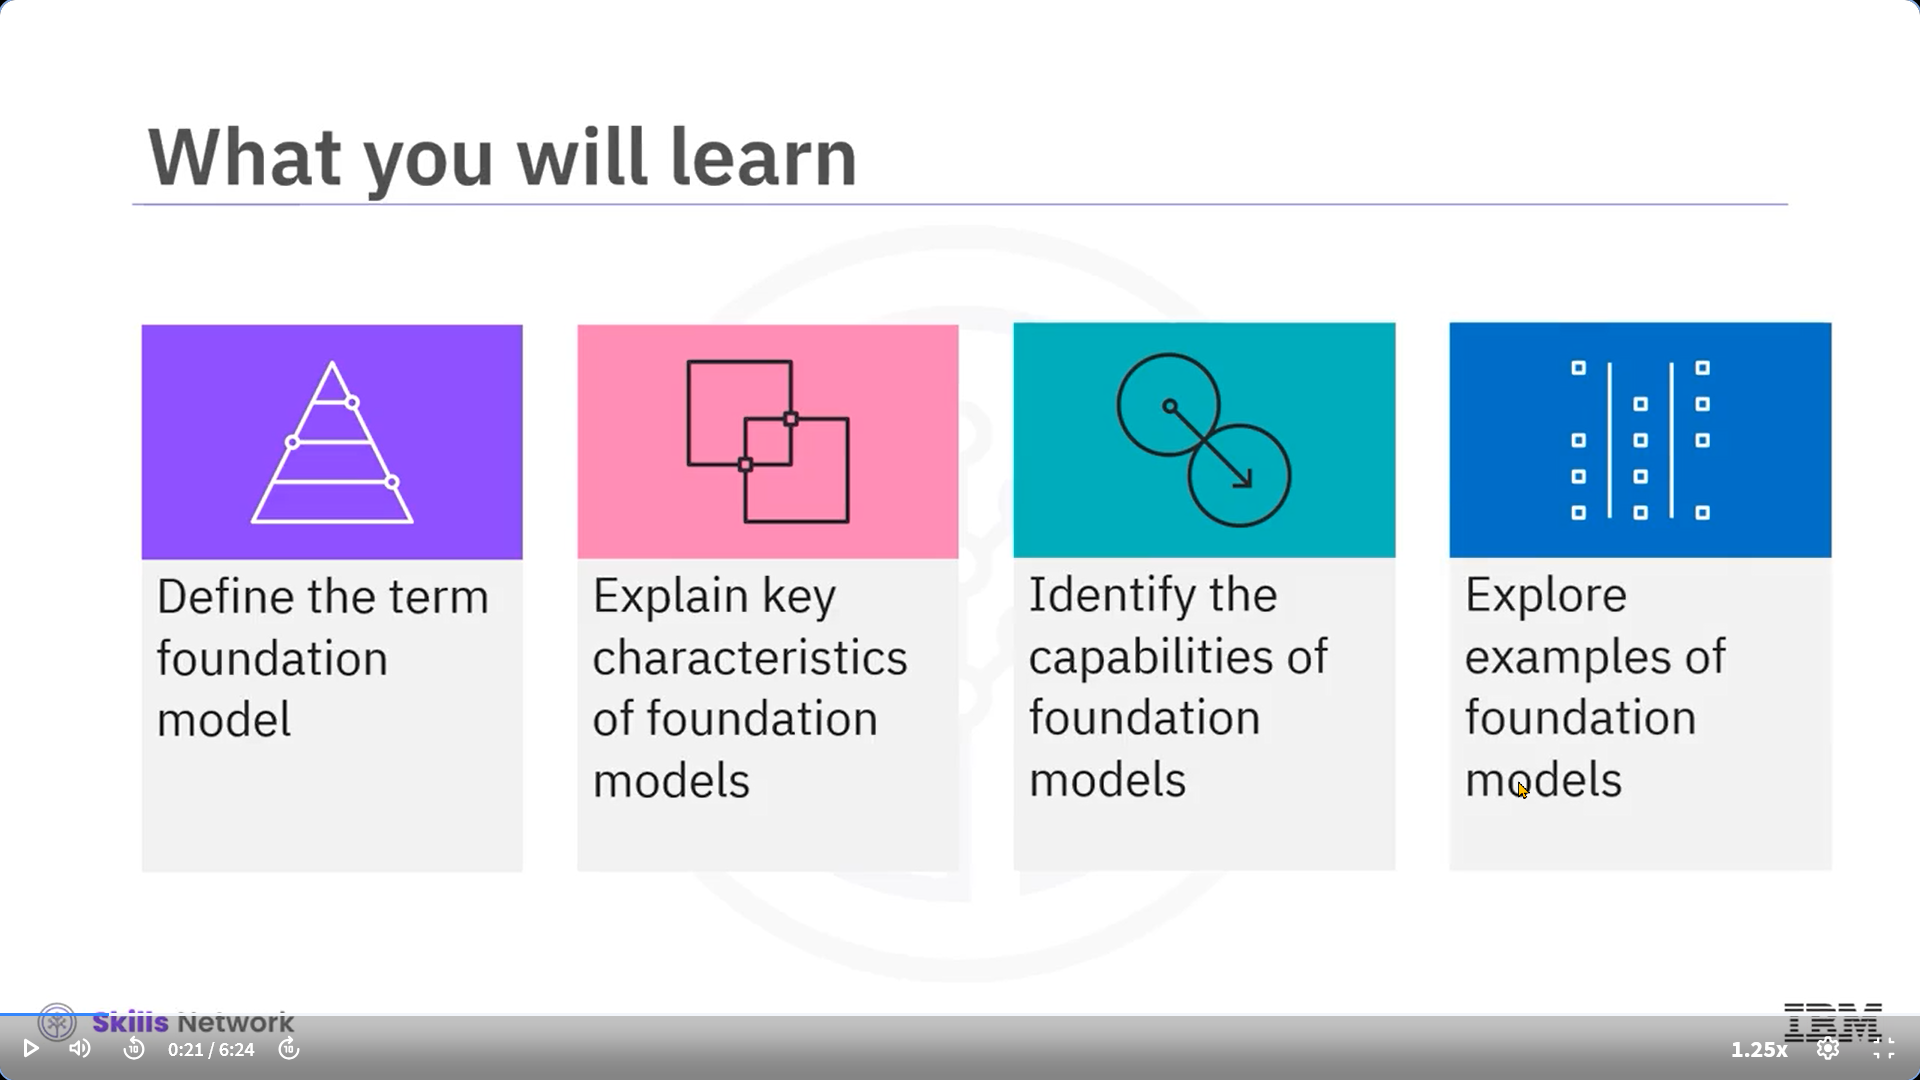 What you will learn
Define the term
foundation
model
Explain key
characteristics
of foundation
models
Identify the
capabilities of
foundation
models
Explore
examples of
foundation
models
Skills Network
IBM
10
0:21 / 6:24
10
1.25x